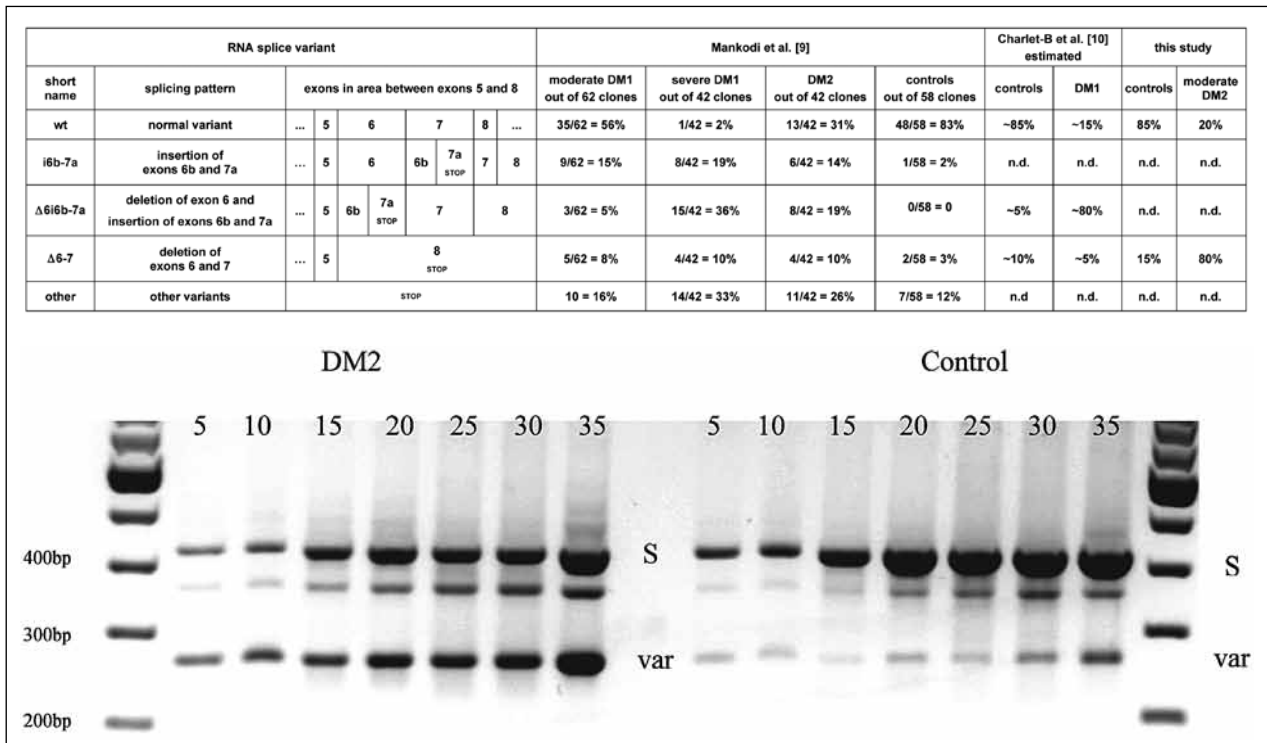 RNA splice variant Mankodi et al. [9] Charlet-B et al. [10] estimated this study
short name splicing pattern exons in area between exons 5 and 8 moderate DM1 out of 62 clones severe DM1 out of 42 clones DM2 out of 42 clones controls out of 58 clones controls DM1 controls moderate DM2
wt normal variant ... 5 6 7 8 ... 35/62 = 56% 1/42 = 2% 13/42 = 31% 48/58 = 83% ~85% ~15% 85% 20%
i6b-7a insertion of exons 6b and 7a ... 5 6 6b 7a STOP 7 8 9/62 = 15% 8/42 = 19% 6/42 = 14% 1/58 = 2% n.d. n.d. n.d. n.d.
Δ6i6b-7a deletion of exon 6 and insertion of exons 6b and 7a ... 5 6b 7a STOP 7 8 3/62 = 5% 15/42 = 36% 8/42 = 19% 0/58 = 0 ~5% ~80% n.d. n.d.
Δ6-7 deletion of exons 6 and 7 ... 5 8 STOP 5/62 = 8% 4/42 = 10% 4/42 = 10% 2/58 = 3% ~10% ~5% 15% 80%
other other variants STOP 10 = 16% 14/42 = 33% 11/42 = 26% 7/58 = 12% n.d n.d. n.d. n.d.
DM2 Control
5 10 15 20 25 30 35 5 10 15 20 25 30 35
400bp S S
300bp
var var
200bp